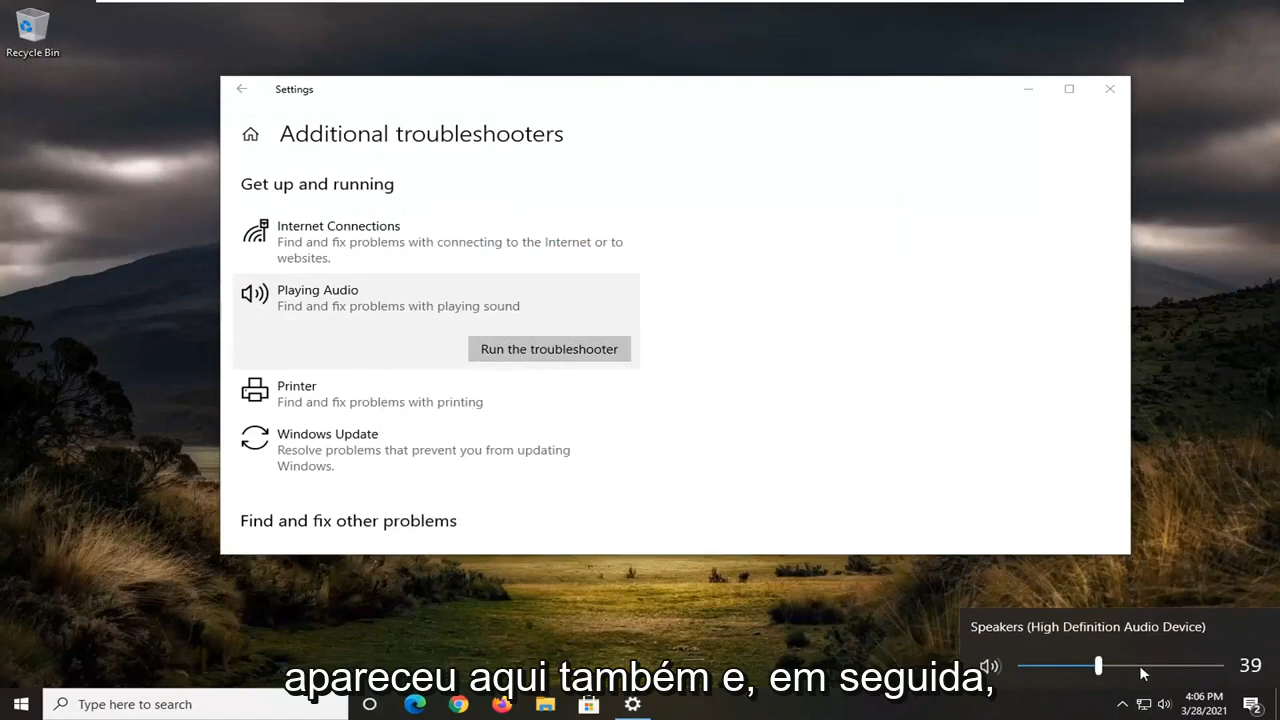 Recycle Bin
Settings
Additional troubleshooters
Get up and running
Internet Connections
Find and fix problems with connecting to the Internet or to
websites.
Playing Audio
Find and fix problems with playing sound
Run the troubleshooter
Printer
Find and fix problems with printing
Windows Update
Resolve problems that prevent you from updating
Windows.
Find and fix other problems
Speakers (High Definition Audio Device)
39
apareceu aqui também e, em seguida,
Type here to search
4:06 PM
3/28/2021
2